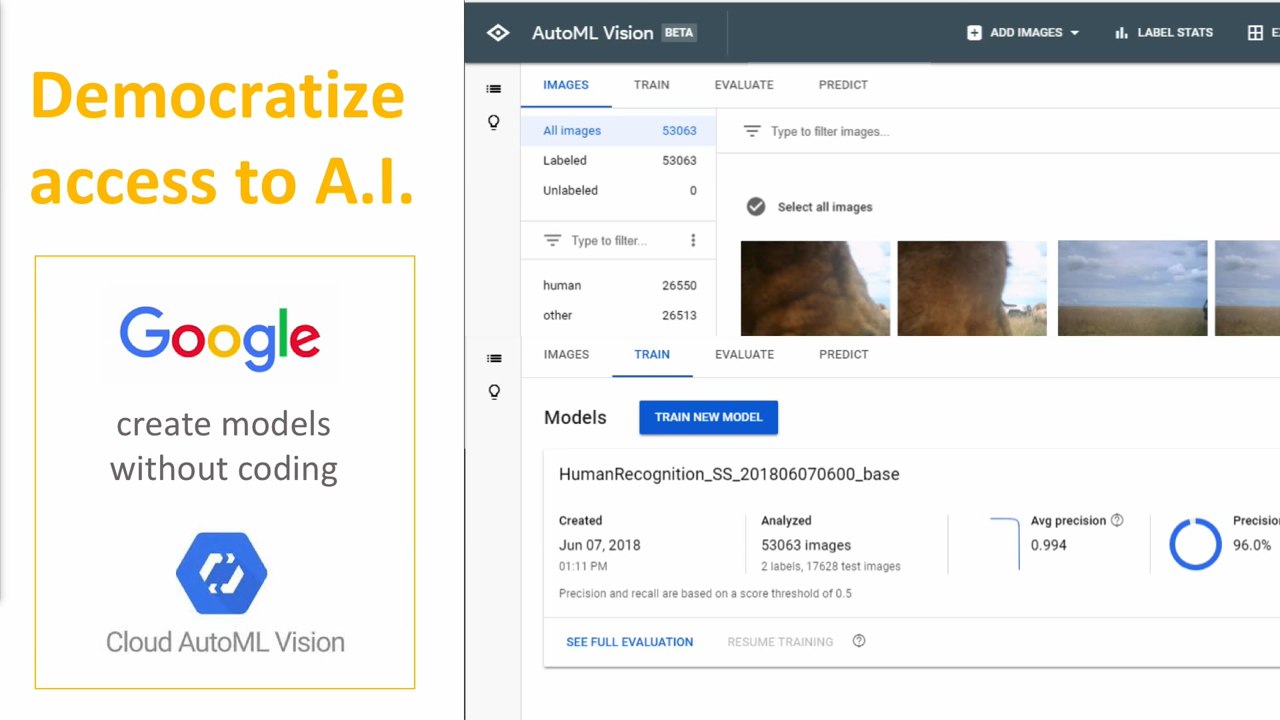 Democratize
access to A.I.
Google
create models
without coding
Cloud AutoML Vision
AutoML Vision BETA
ADD IMAGES
LABEL STATS
IMAGES TRAIN EVALUATE PREDICT
All images 53063
Labeled 53063
Unlabeled 0
Type to filter...
human 26550
other 26513
Type to filter images...
Select all images
IMAGES TRAIN EVALUATE PREDICT
Models TRAIN NEW MODEL
HumanRecognition_SS_201806070600_base
Created
Jun 07, 2018
01:11 PM
Analyzed
53063 images
2 labels, 17628 test images
Avg precision
0.994
96.0%
Precision and recall are based on a score threshold of 0.5
SEE FULL EVALUATION RESUME TRAINING